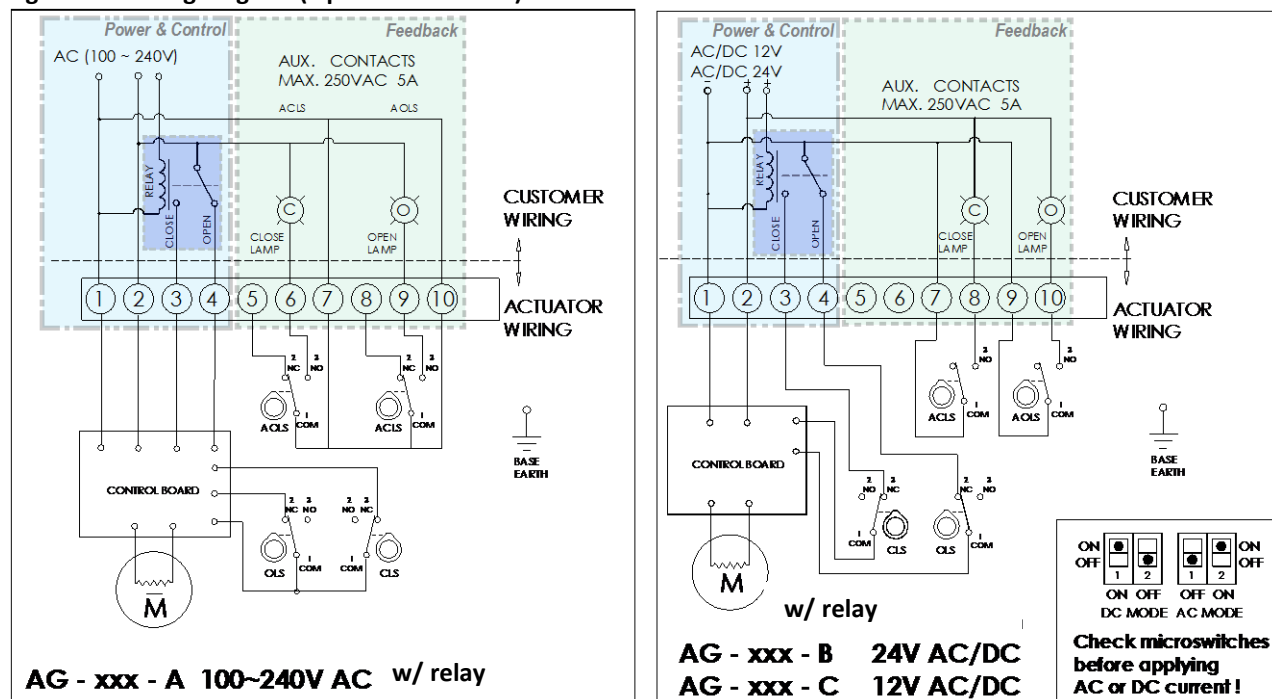 Power & Control
Feedback
AC (100 ~ 240V)
AUX. CONTACTS
MAX. 250VAC 5A
ACLS
AOLS
RELAY
CLOSE
OPEN
C
O
CLOSE
LAMP
OPEN
LAMP
CUSTOMER
WIRING
1 2 3 4 5 6 7 8 9 10
ACTUATOR
WIRING
2 3
NC NO
2 3
NC NO
AOLS
1
COM
ACLS
1
COM
BASE
EARTH
CONTROL BOARD
2 3
NC NO
2 3
NO NC
OLS
1
COM
1
COM
CLS
M
AG - xxx - A 100~240V AC w/ relay
Power & Control
Feedback
AC/DC 12V
AC/DC 24V
- + +
AUX. CONTACTS
MAX. 250VAC 5A
RELAY
CLOSE
OPEN
C
O
CLOSE
LAMP
OPEN
LAMP
CUSTOMER
WIRING
1 2 3 4 5 6 7 8 9 10
ACTUATOR
WIRING
NO
NO
ACLS
1
COM
AOLS
1
COM
BASE
EARTH
CONTROL BOARD
2 3
NO NC
2 3
NO NC
CLS
1
COM
OLS
1
COM
M
w/ relay
AG - xxx - B 24V AC/DC
AG - xxx - C 12V AC/DC
ON
OFF
1 2
1 2
ON
OFF
ON OFF
OFF ON
DC MODE
AC MODE
Check microswitches
before applying
AC or DC current !